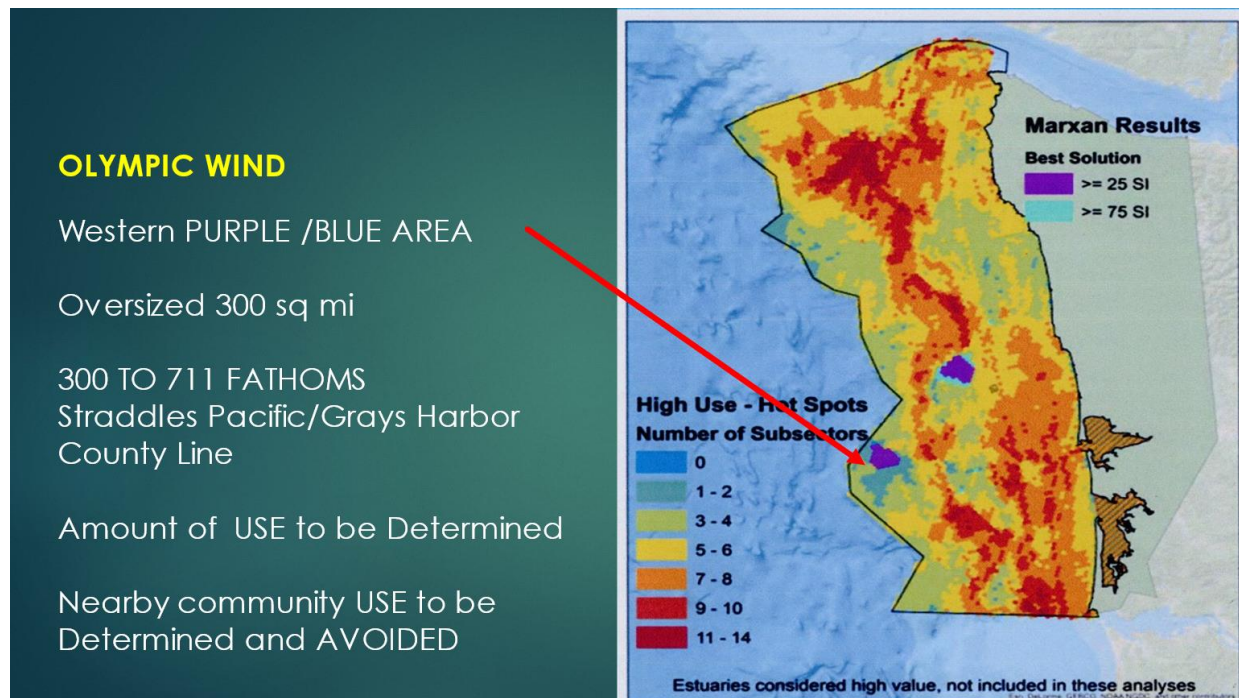 OLYMPIC WIND
Western PURPLE /BLUE AREA
Oversized 300 sq mi
300 TO 711 FATHOMS
Straddles Pacific/Grays Harbor
County Line
Amount of USE to be Determined
Nearby community USE to be
Determined and AVOIDED
Marxan Results
Best Solution
>= 25 SI
>= 75 SI
High Use - Hot Spots
Number of Subsectors
0
1 - 2
3 - 4
5 - 6
7 - 8
9 - 10
11 - 14
Estuaries considered high value, not included in these analyses